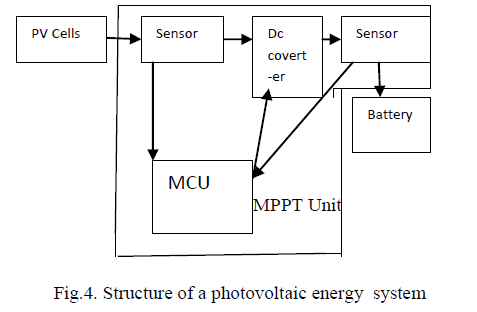 PV Cells
Sensor
Dc
covert
-er
Sensor
Battery
MCU
MPPT Unit
Fig.4. Structure of a photovoltaic energy system